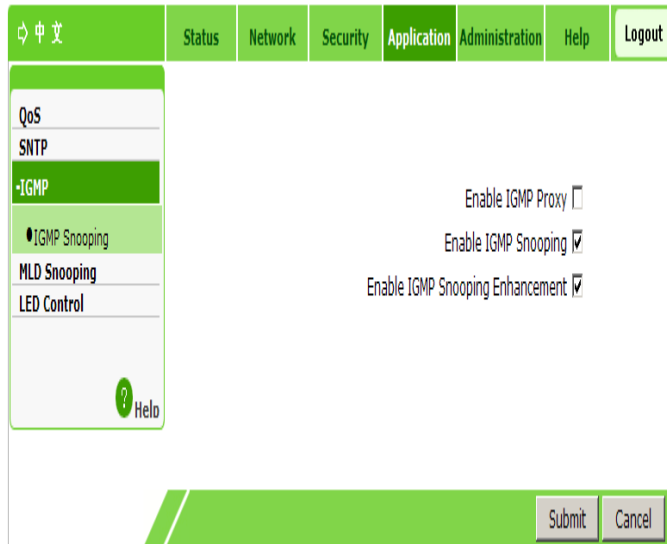 ⇨中文
Status Network Security Application Administration Help Logout
QoS
SNTP
-IGMP
●IGMP Snooping
MLD Snooping
LED Control
? Help
Enable IGMP Proxy
Enable IGMP Snooping
Enable IGMP Snooping Enhancement
Submit Cancel